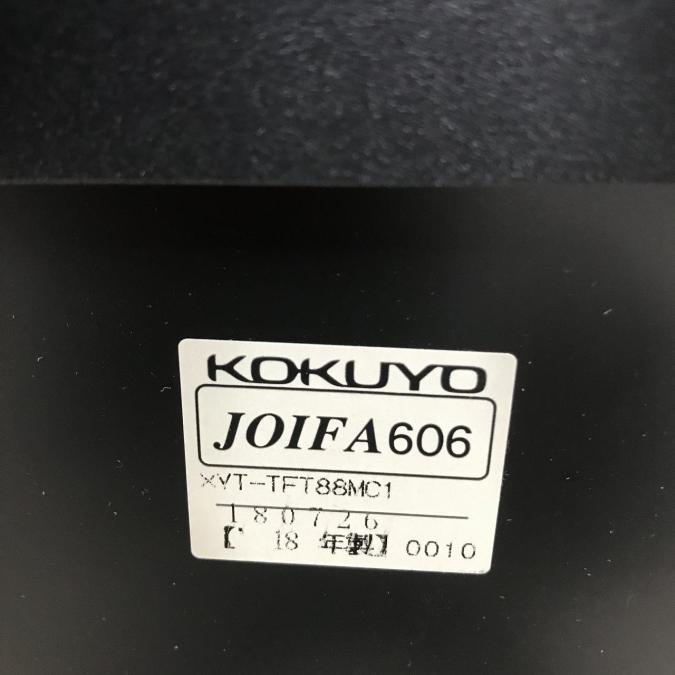 KOKUYO
JOIFA606
XYT-TFT88MC1
180726
【 18 年製】 0010